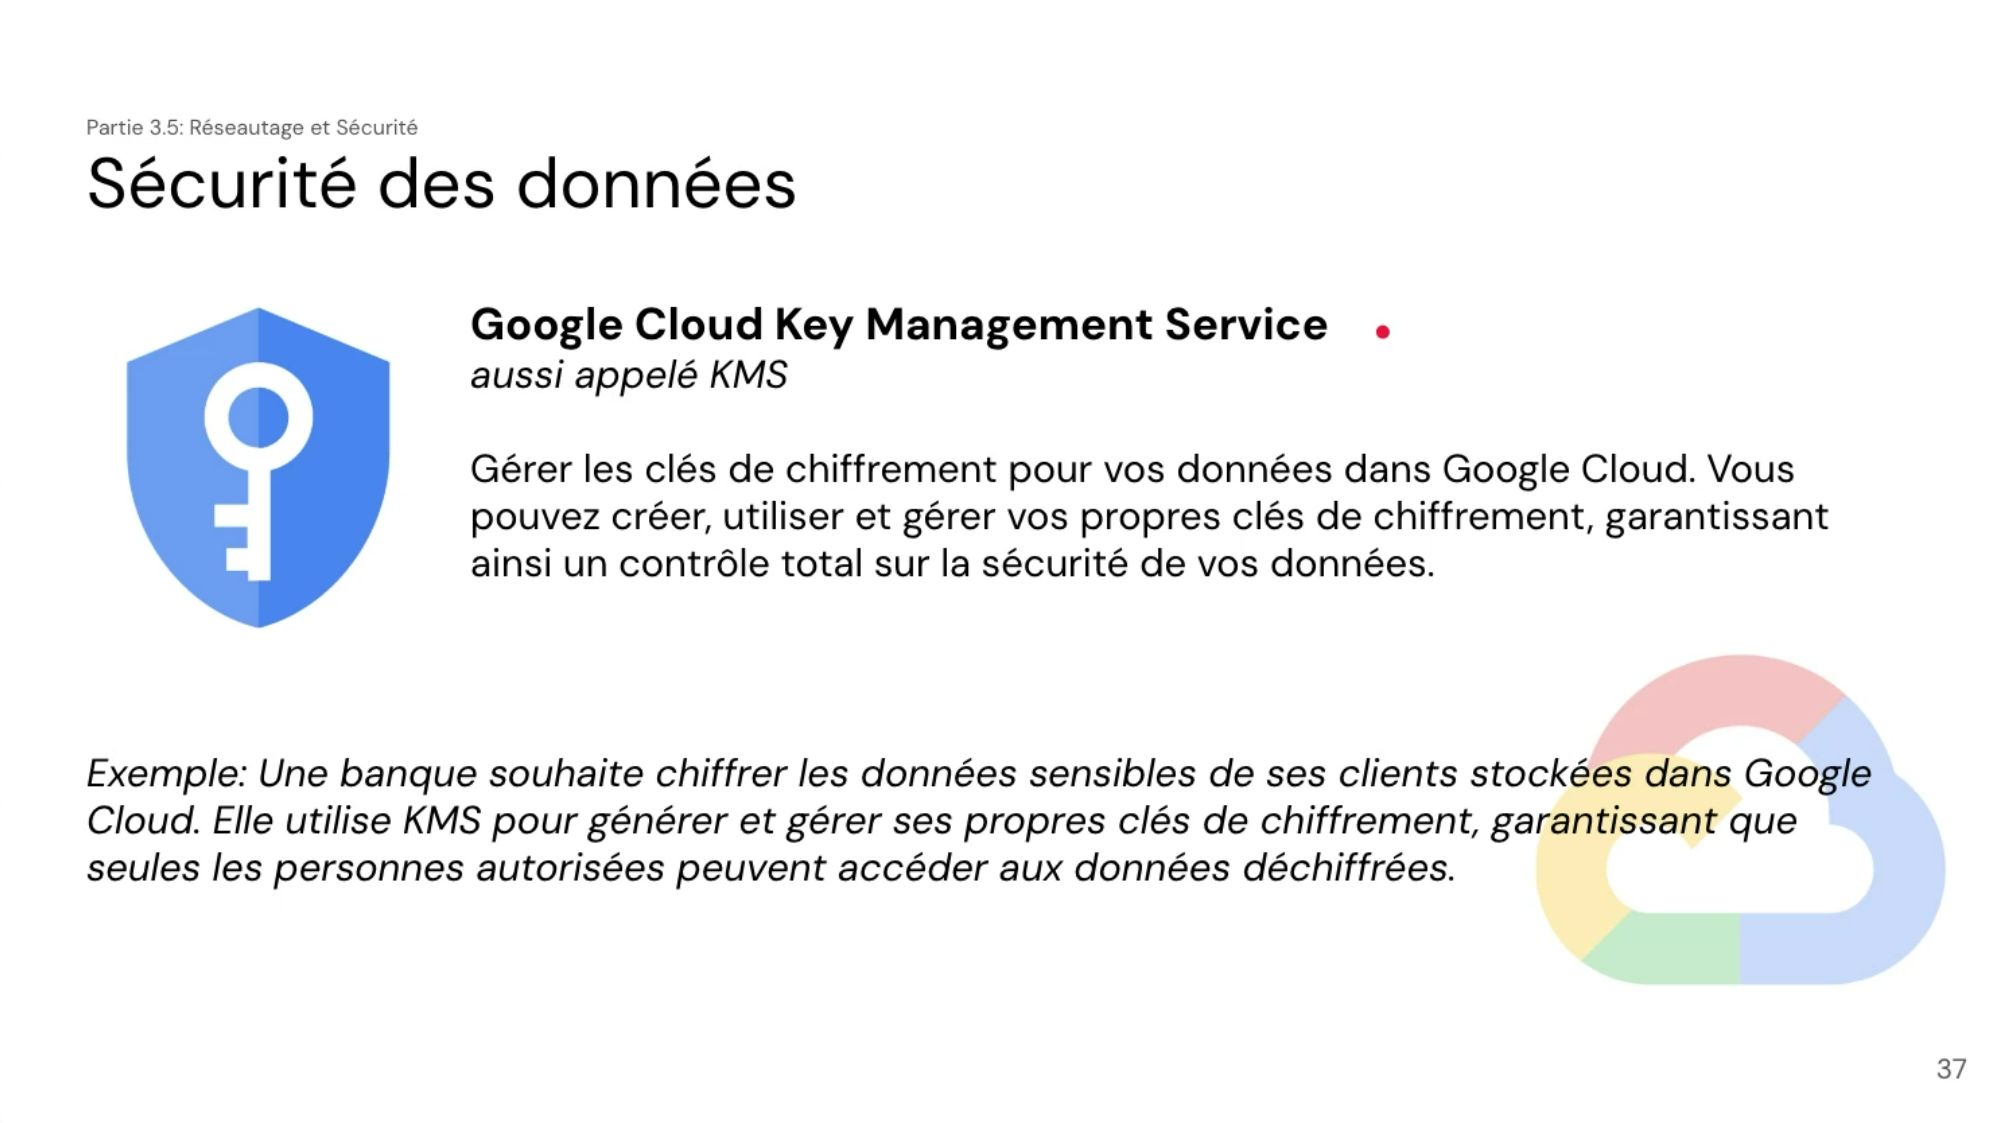 Partie 3.5: Réseautage et Sécurité
Sécurité des données
Google Cloud Key Management Service
aussi appelé KMS
Gérer les clés de chiffrement pour vos données dans Google Cloud. Vous
pouvez créer, utiliser et gérer vos propres clés de chiffrement, garantissant
ainsi un contrôle total sur la sécurité de vos données.
Exemple: Une banque souhaite chiffrer les données sensibles de ses clients stockées dans Google
Cloud. Elle utilise KMS pour générer et gérer ses propres clés de chiffrement, garantissant que
seules les personnes autorisées peuvent accéder aux données déchiffrées.
37